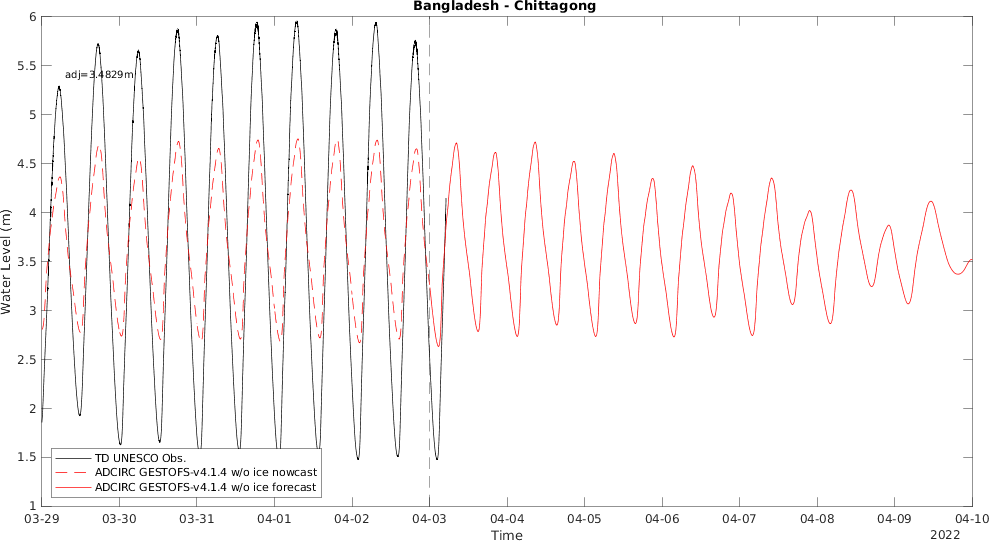 Bangladesh - Chittagong
6
5.5
adj=3.4829m
5
4.5
4
3.5
3
2.5
2
1.5
1
Water Level (m)
TD UNESCO Obs.
ADCIRC GESTOFS-v4.1.4 w/o ice nowcast
ADCIRC GESTOFS-v4.1.4 w/o ice forecast
03-29 03-30 03-31 04-01 04-02 04-03 04-04 04-05 04-06 04-07 04-08 04-09 04-10
Time
2022